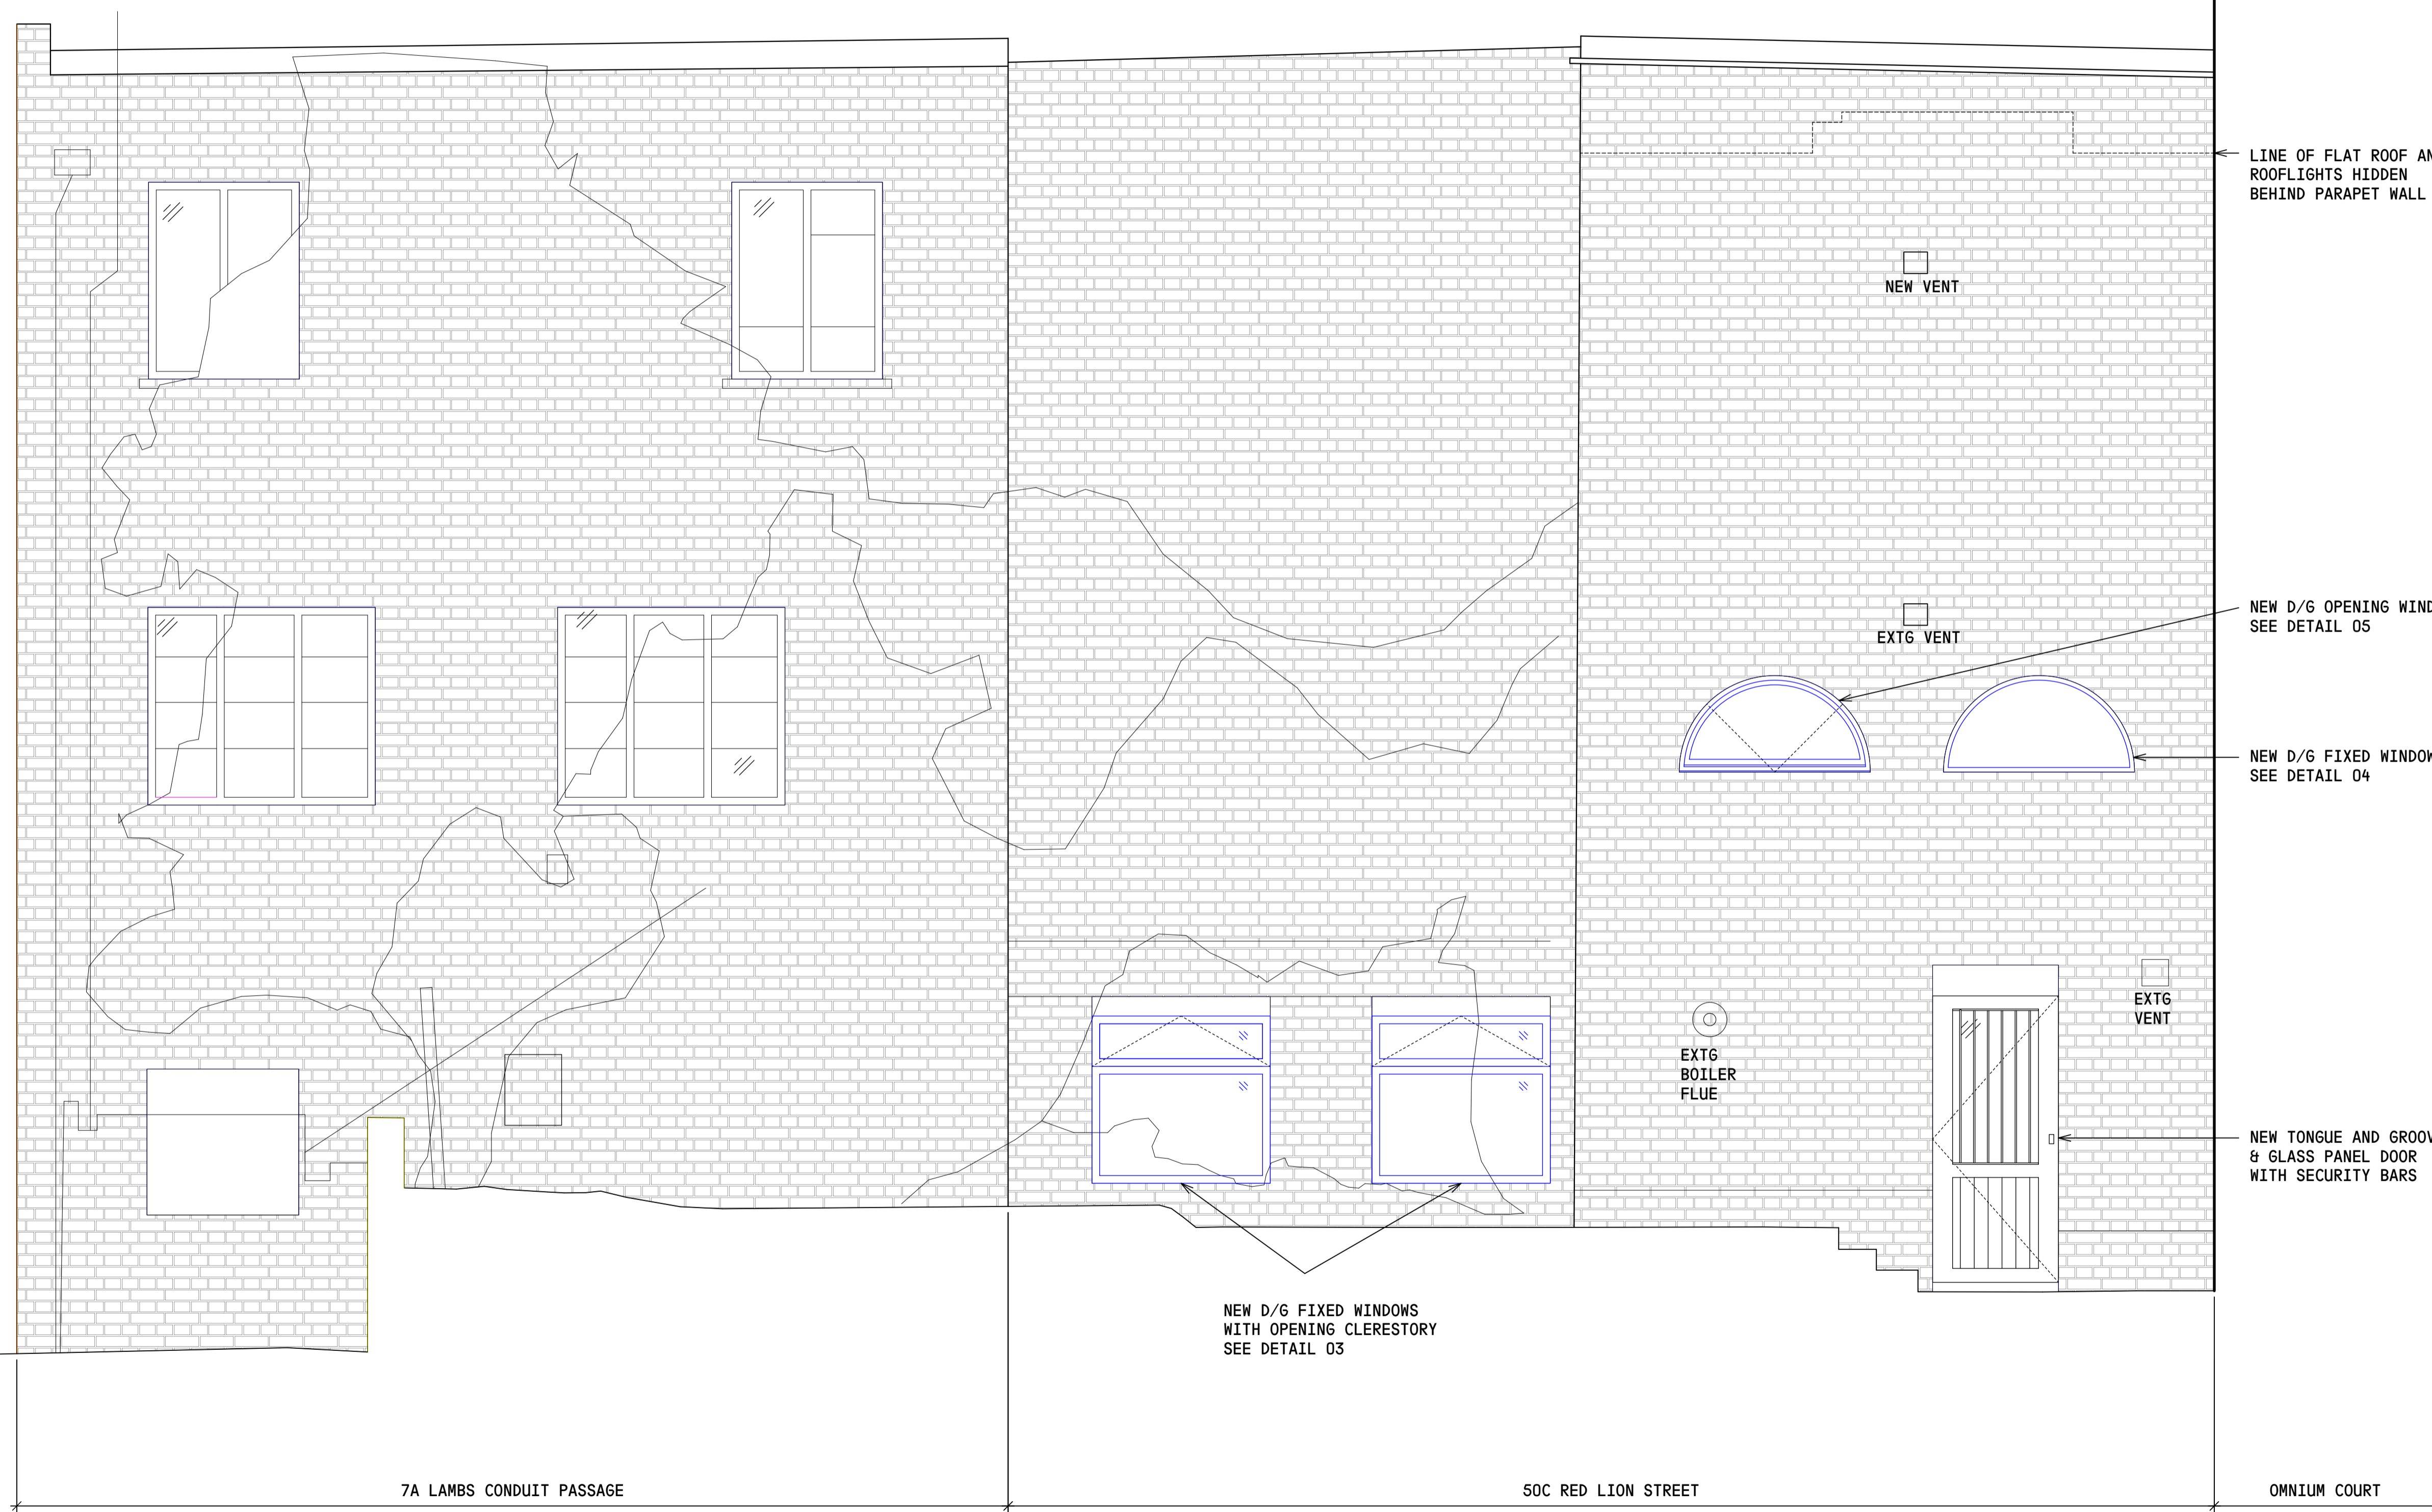 LINE OF FLAT ROOF AN
ROOFLIGHTS HIDDEN
BEHIND PARAPET WALL
NEW VENT
NEW D/G OPENING WIND
SEE DETAIL 05
EXTG VENT
NEW D/G FIXED WINDOW
SEE DETAIL 04
EXTG
VENT
EXTG
BOILER
FLUE
NEW TONGUE AND GROOV
& GLASS PANEL DOOR
WITH SECURITY BARS
NEW D/G FIXED WINDOWS
WITH OPENING CLERESTORY
SEE DETAIL 03
7A LAMBS CONDUIT PASSAGE
50C RED LION STREET
OMNIUM COURT